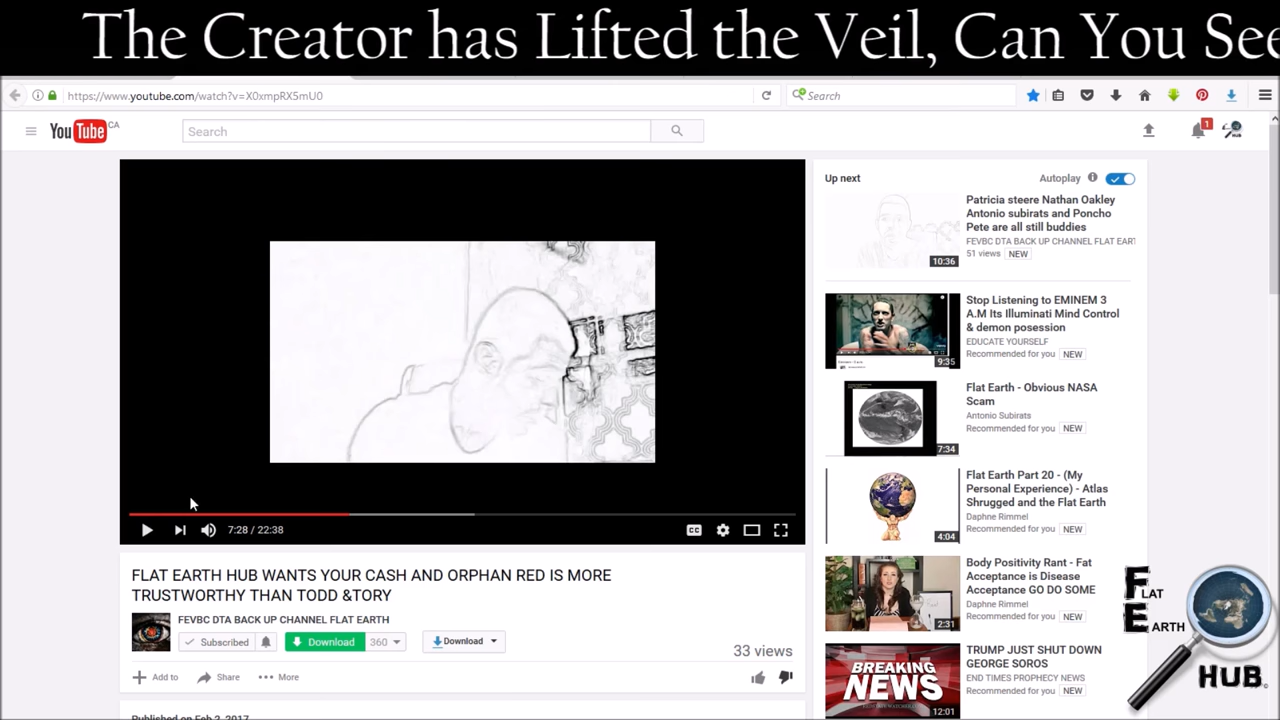 The Creator has Lifted the Veil, Can You See
https://www.youtube.com/watch?v=X0xmpRX5mU0
Search
YouTube CA
Search
1
Up next
Autoplay
Patricia steere Nathan Oakley
Antonio subirats and Poncho
Pete are all still buddies
FEVBC DTA BACK UP CHANNEL FLAT EART
51 views NEW
10:36
Stop Listening to EMINEM 3
A.M Its Illuminati Mind Control
& demon posession
EDUCATE YOURSELF
Recommended for you NEW
9:35
Flat Earth - Obvious NASA
Scam
Antonio Subirats
Recommended for you NEW
7:34
Flat Earth Part 20 - (My
Personal Experience) - Atlas
Shrugged and the Flat Earth
Daphne Rimmel
Recommended for you NEW
4:04
Body Positivity Rant - Fat
Acceptance is Disease
Acceptance GO DO SOME
Daphne Rimmel
Recommended for you NEW
2:31
TRUMP JUST SHUT DOWN
GEORGE SOROS
END TIMES PROPHECY NEWS
Recommended for you NEW
BREAKING
NEWS
12:01
7:28 / 22:38
CC
FLAT EARTH HUB WANTS YOUR CASH AND ORPHAN RED IS MORE
TRUSTWORTHY THAN TODD &TORY
FEVBC DTA BACK UP CHANNEL FLAT EARTH
Subscribed
Download 360
Download
33 views
Add to
Share
More
Published on Feb 2, 2017
FLAT
EARTH
HUB